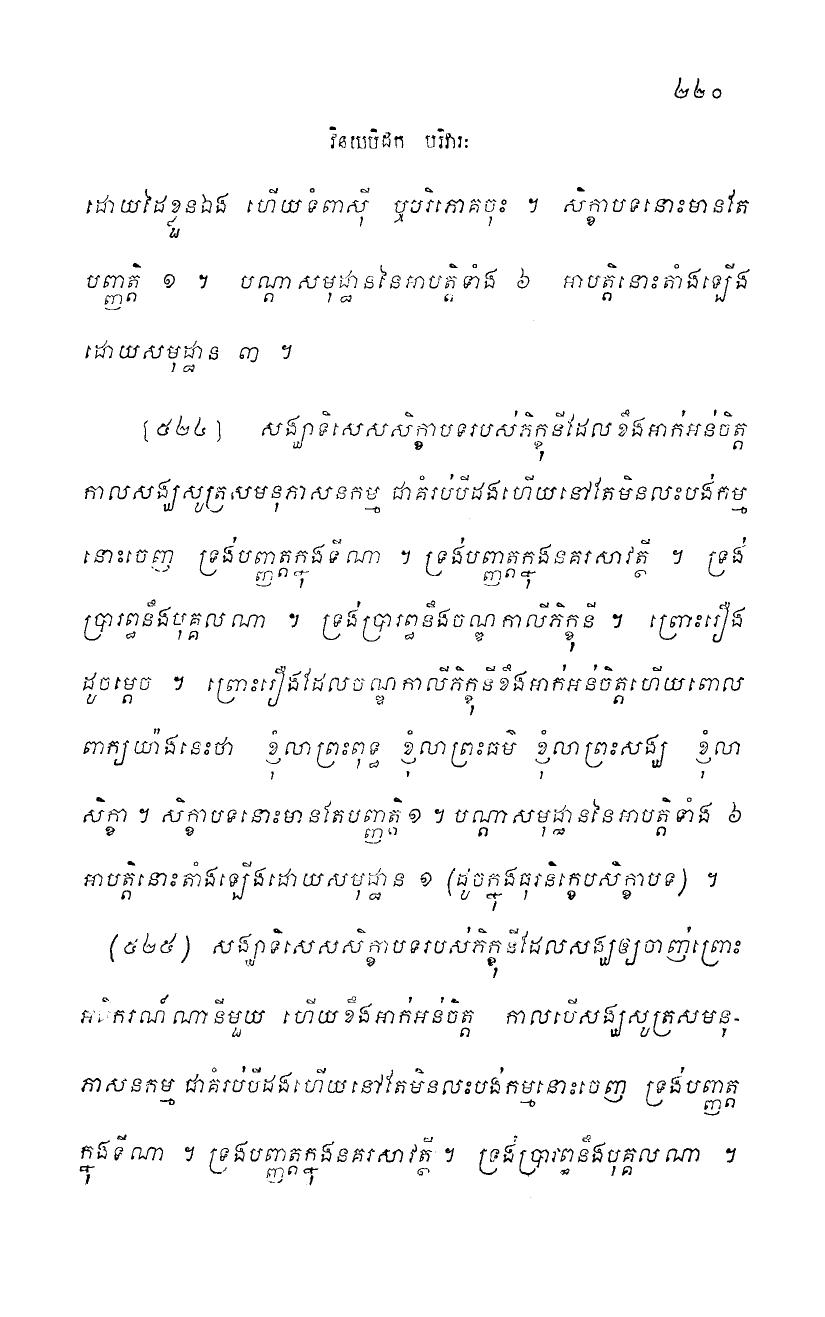 ២២០
វិនយបិដក បរិវារៈ
ដោយដៃខ្លួនឯង ហើយទំពាស៊ី ឬបរិភោគចុះ ។ សិក្ខាបទនោះមានតែ
បញ្ញត្តិ ១ ។ បណ្តាសមុដ្ឋាននៃអាបត្តិទាំង ៦ អាបត្តិនោះតាំងឡើង
ដោយសមុដ្ឋាន ៣ ។
[៥២៤] សង្ឃាទិសេសសិក្ខាបទរបស់ភិក្ខុនីដែលខឹងអាក់អន់ចិត្ត
កាលសង្ឃសូត្រសមនុភាសនកម្ម ជាគំរប់បីដងហើយនៅតែមិនលះបង់កម្ម
នោះចេញ ទ្រង់បញ្ញត្តក្នុងទីណា ។ ទ្រង់បញ្ញត្តក្នុងនគរសាវត្ថី ។ ទ្រង់
ប្រារព្ធនឹងបុគ្គលណា ។ ទ្រង់ប្រារព្ធនឹងចណ្ឌកាលីភិក្ខុនី ។ ព្រោះរឿង
ដូចម្តេច ។ ព្រោះរឿងដែលចណ្ឌកាលីភិក្ខុនីខឹងអាក់អន់ចិត្តហើយពោល
ពាក្យយ៉ាងនេះថា ខ្ញុំលាព្រះពុទ្ធ ខ្ញុំលាព្រះធម៌ ខ្ញុំលាព្រះសង្ឃ ខ្ញុំលា
សិក្ខា ។ សិក្ខាបទនោះមានតែបញ្ញត្តិ ១ ។ បណ្តាសមុដ្ឋាននៃអាបត្តិទាំង ៦
អាបត្តិនោះតាំងឡើងដោយសមុដ្ឋាន ១ (ដូចក្នុងធុរនិក្ខេបសិក្ខាបទ) ។
(៥២៥) សង្ឃាទិសេសសិក្ខាបទរបស់ភិក្ខុនីដែលសង្ឃឲ្យចាញ់ព្រោះ
អធិករណ៍ណានីមួយ ហើយខឹងអាក់អន់ចិត្ត កាលបើសង្ឃសូត្រសមនុ-
ភាសនកម្ម ជាគំរប់បីដងហើយនៅតែមិនលះបង់កម្មនោះចេញ ទ្រង់បញ្ញត្ត
ក្នុងទីណា ។ ទ្រង់បញ្ញត្តក្នុងនគរសាវត្ថី ។ ទ្រង់ប្រារព្ធនឹងបុគ្គលណា ។